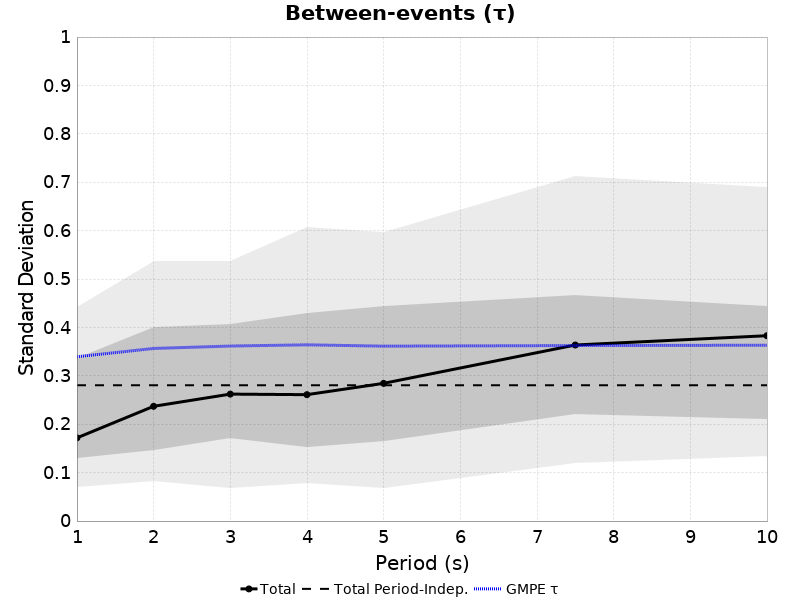 Between-events (τ)
Standard Deviation
1
0.9
0.8
0.7
0.6
0.5
0.4
0.3
0.2
0.1
0
1 2 3 4 5 6 7 8 9 10
Period (s)
Total Total Period-Indep. GMPE τ